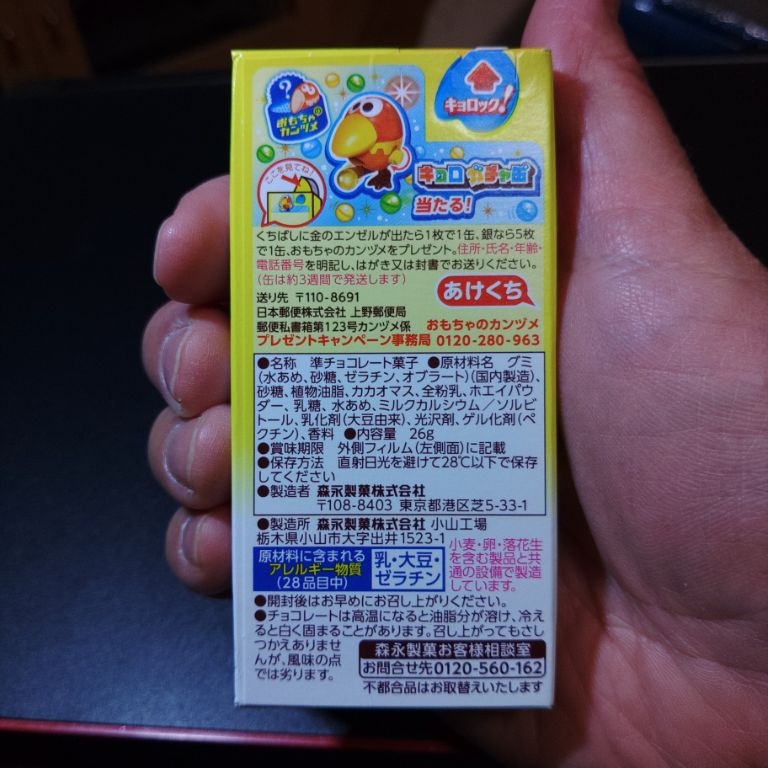 ?
おもちゃの
カンヅメ
キョロック!
ここを見てね!
キョロガチャ缶
当たる!
くちばしに金のエンゼルが出たら1枚で1缶、銀なら5枚
で1缶、おもちゃのカンヅメをプレゼント。住所・氏名・年齢・
電話番号を明記し、はがき又は封書でお送りください。
(缶は約3週間で発送します)
あけくち
送り先 〒110-8691
日本郵便株式会社 上野郵便局
郵便私書箱第123号カンヅメ係 おもちゃのカンヅメ
プレゼントキャンペーン事務局 0120-280-963
●名称 準チョコレート菓子 ●原材料名 グミ
(水あめ、砂糖、ゼラチン、オブラート)(国内製造)、
砂糖、植物油脂、カカオマス、全粉乳、ホエイパウ
ダー、乳糖、水あめ、ミルクカルシウム/ソルビ
トール、乳化剤(大豆由来)、光沢剤、ゲル化剤(ペ
クチン)、香料 ●内容量 26g
●賞味期限 外側フィルム(左側面)に記載
●保存方法 直射日光を避けて28℃以下で保存
してください
●製造者 森永製菓株式会社
〒108-8403 東京都港区芝5-33-1
●製造所 森永製菓株式会社 小山工場
栃木県小山市大字出井1523-1
原材料に含まれる
アレルギー物質
(28品目中)
乳・大豆・
ゼラチン
小麦・卵・落花生
を含む製品と共
通の設備で製造
しています。
●開封後はお早めにお召し上がりください。
●チョコレートは高温になると油脂分が溶け、冷え
ると白く固まることがあります。召し上がってもさし
つかえありませ
んが、風味の点
では劣ります。
森永製菓お客様相談室
お問合せ先0120-560-162
不都合品はお取替えいたします